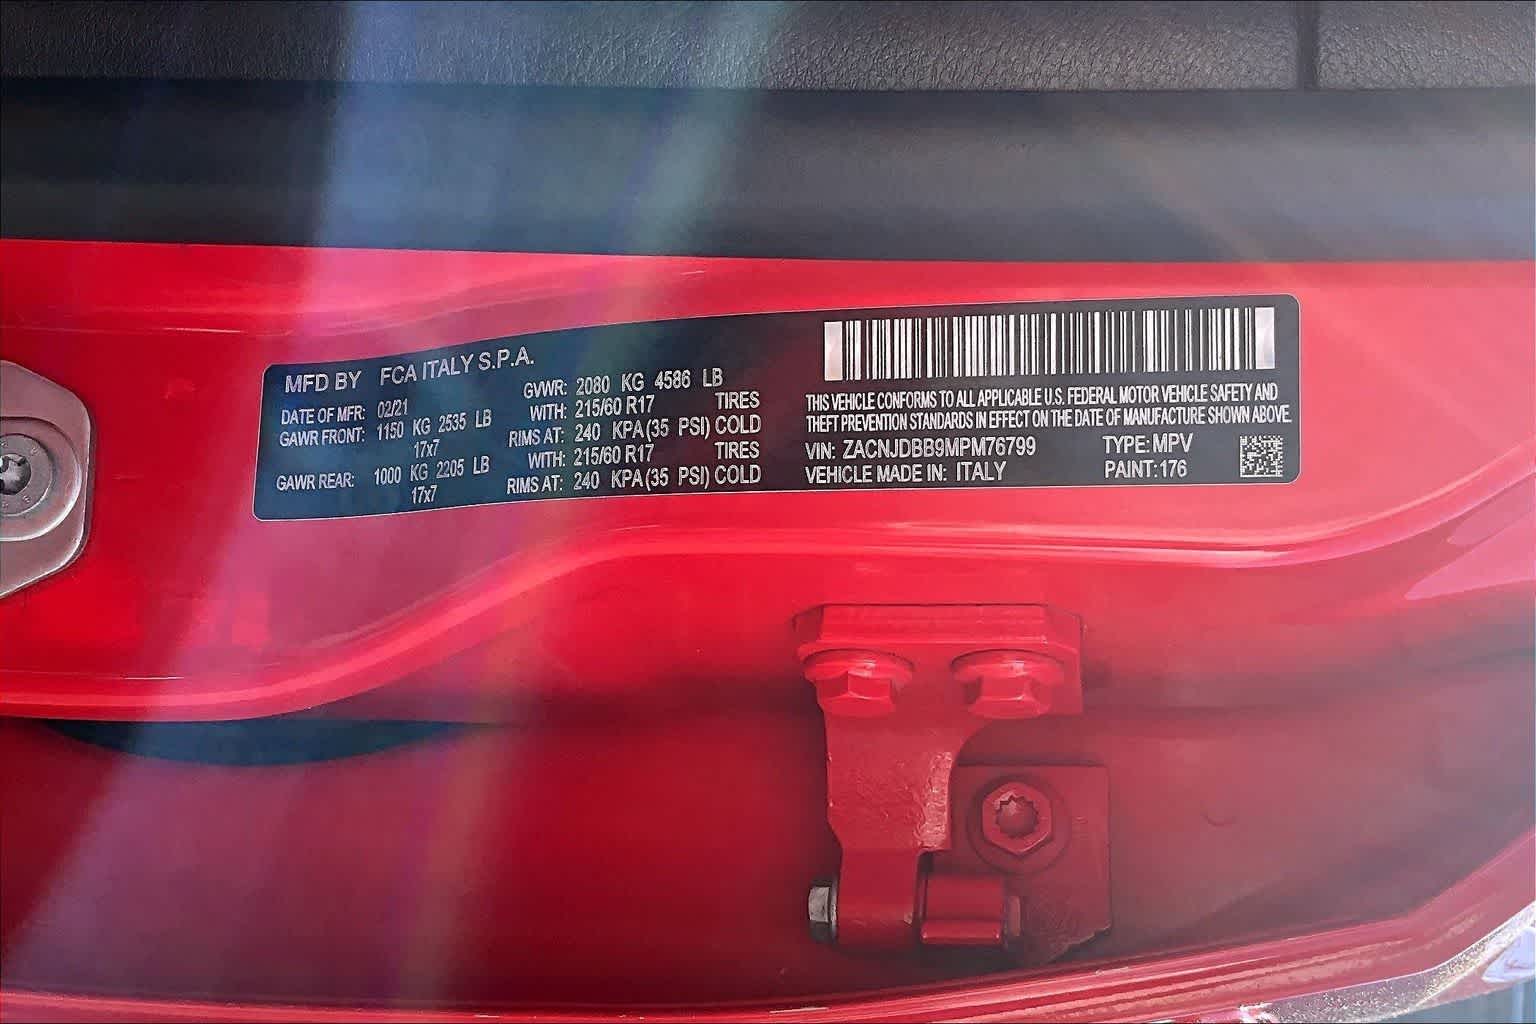 MFD BY FCA ITALY S.P.A.
DATE OF MFR: 02/21 GVWR: 2080 KG 4586 LB
GAWR FRONT: 1150 KG 2535 LB WITH: 215/60 R17 TIRES
17x7 RIMS AT: 240 KPA(35 PSI) COLD
GAWR REAR: 1000 KG 2205 LB WITH: 215/60 R17 TIRES
17x7 RIMS AT: 240 KPA(35 PSI) COLD
THIS VEHICLE CONFORMS TO ALL APPLICABLE U.S. FEDERAL MOTOR VEHICLE SAFETY AND
THEFT PREVENTION STANDARDS IN EFFECT ON THE DATE OF MANUFACTURE SHOWN ABOVE.
VIN: ZACNJDBB9MPM76799 TYPE: MPV
VEHICLE MADE IN: ITALY PAINT: 176